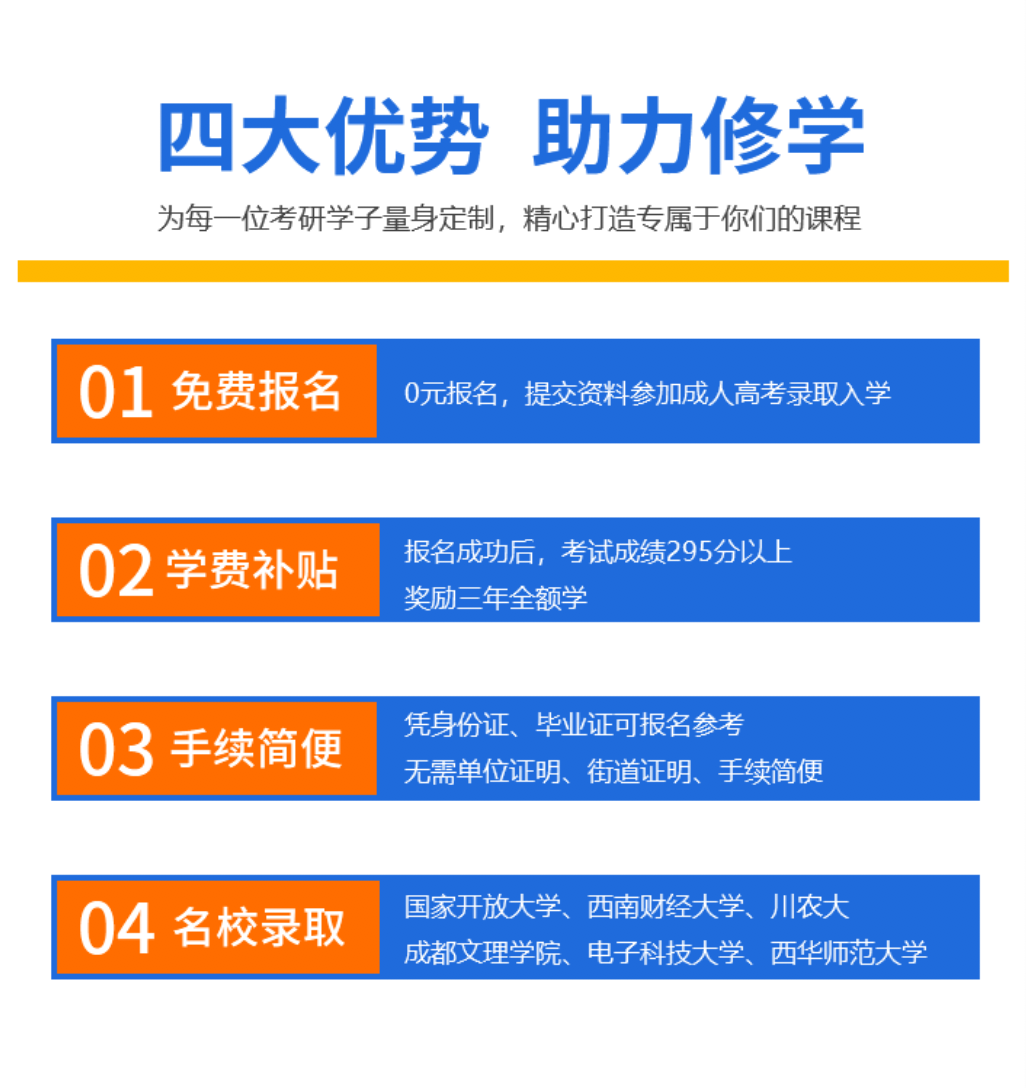 四大优势 助力修学
为每一位考研学子量身定制，精心打造专属于你们的课程
01 免费报名
0元报名，提交资料参加成人高考录取入学
02 学费补贴
报名成功后，考试成绩295分以上
奖励三年全额学
03 手续简便
凭身份证、毕业证可报名参考
无需单位证明、街道证明、手续简便
04 名校录取
国家开放大学、西南财经大学、川农大
成都文理学院、电子科技大学、西华师范大学